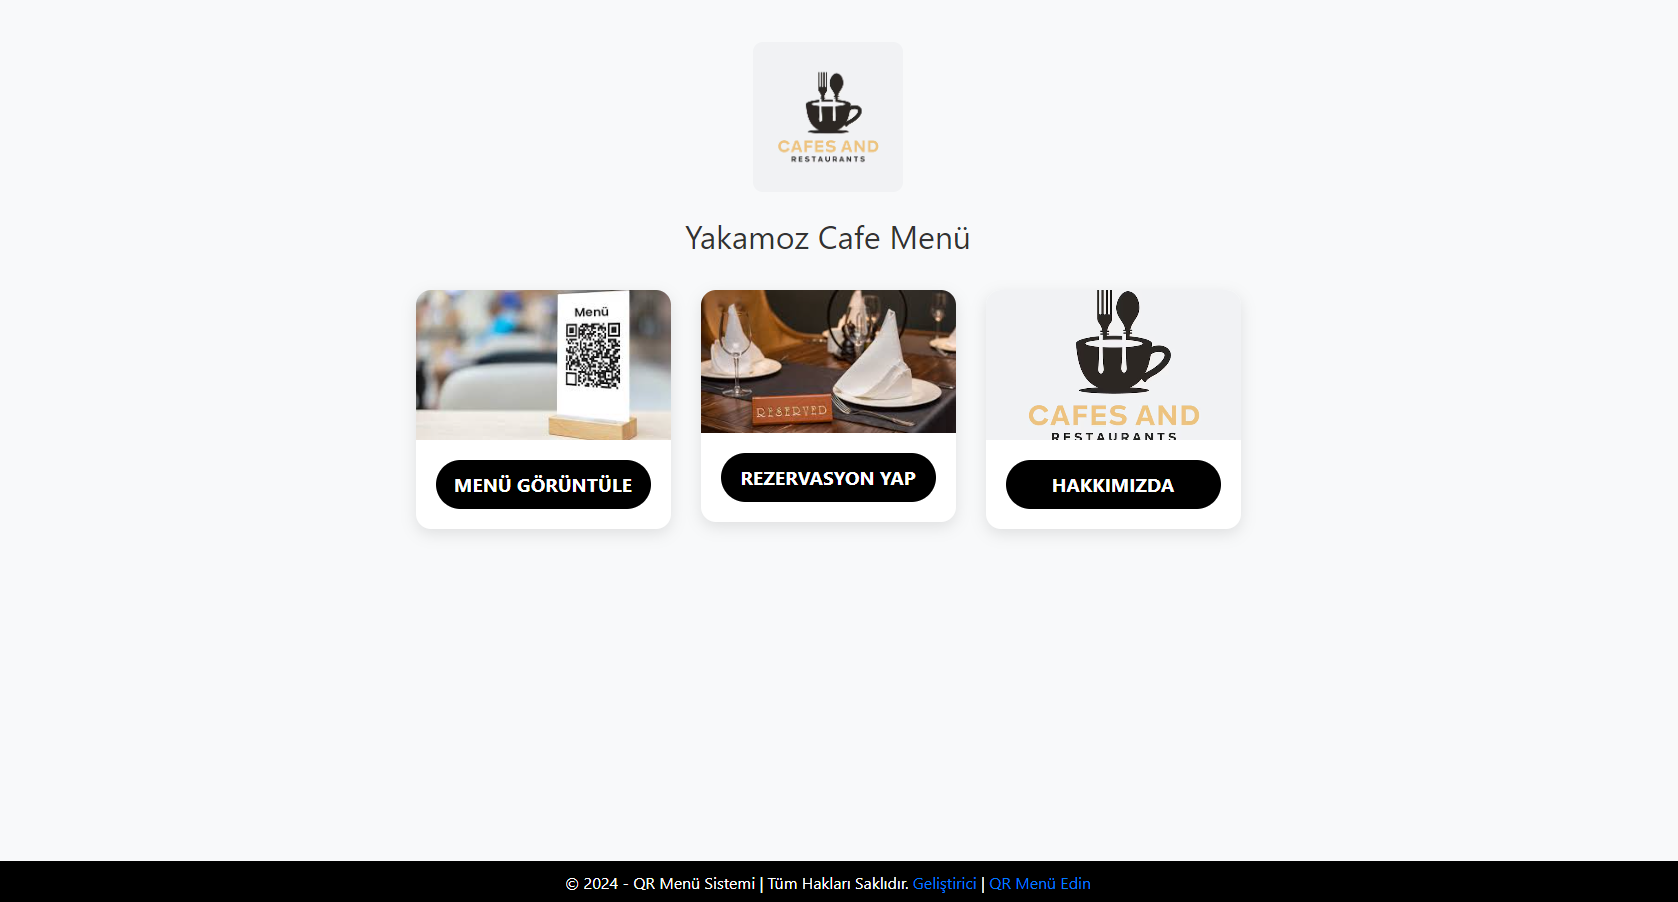 CAFES AND
RESTAURANTS
Yakamoz Cafe Menü
Menü
RESERVED
CAFES AND
RESTAURANTS
MENÜ GÖRÜNTÜLE
REZERVASYON YAP
HAKKIMIZDA
© 2024 - QR Menü Sistemi | Tüm Hakları Saklıdır. Geliştirici | QR Menü Edin